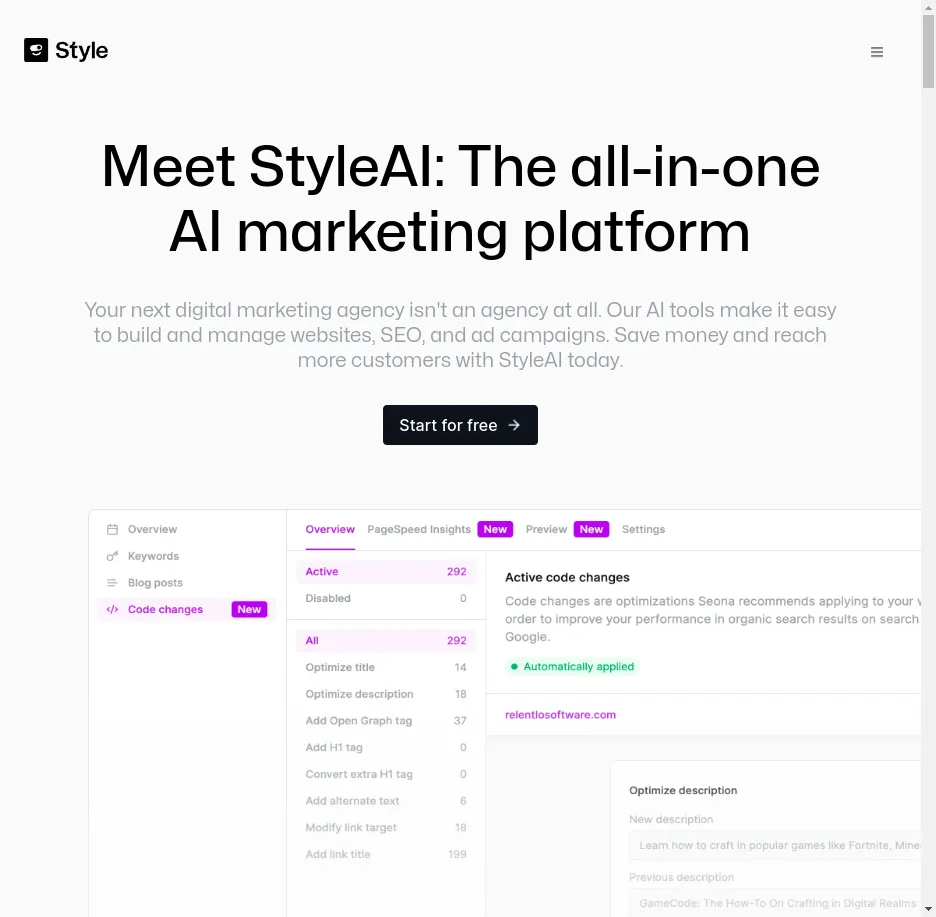 Style
Meet StyleAI: The all-in-one
AI marketing platform
Your next digital marketing agency isn't an agency at all. Our AI tools make it easy
to build and manage websites, SEO, and ad campaigns. Save money and reach
more customers with StyleAI today.
Start for free →
Overview
Keywords
Blog posts
Code changes New
Overview PageSpeed Insights New Preview New Settings
Active 292
Disabled 0
All 292
Optimize title 14
Optimize description 18
Add Open Graph tag 37
Add H1 tag 0
Convert extra H1 tag 0
Add alternate text 6
Modify link target 18
Add link title 199
Active code changes
Code changes are optimizations Seona recommends applying to your
order to improve your performance in organic search results on search
Google.
Automatically applied
relentlosoftware.com
Optimize description
New description
Learn how to craft in popular games like Fortnite,
Previous description
GameCode: The How-To On Crafting in Digital Realms